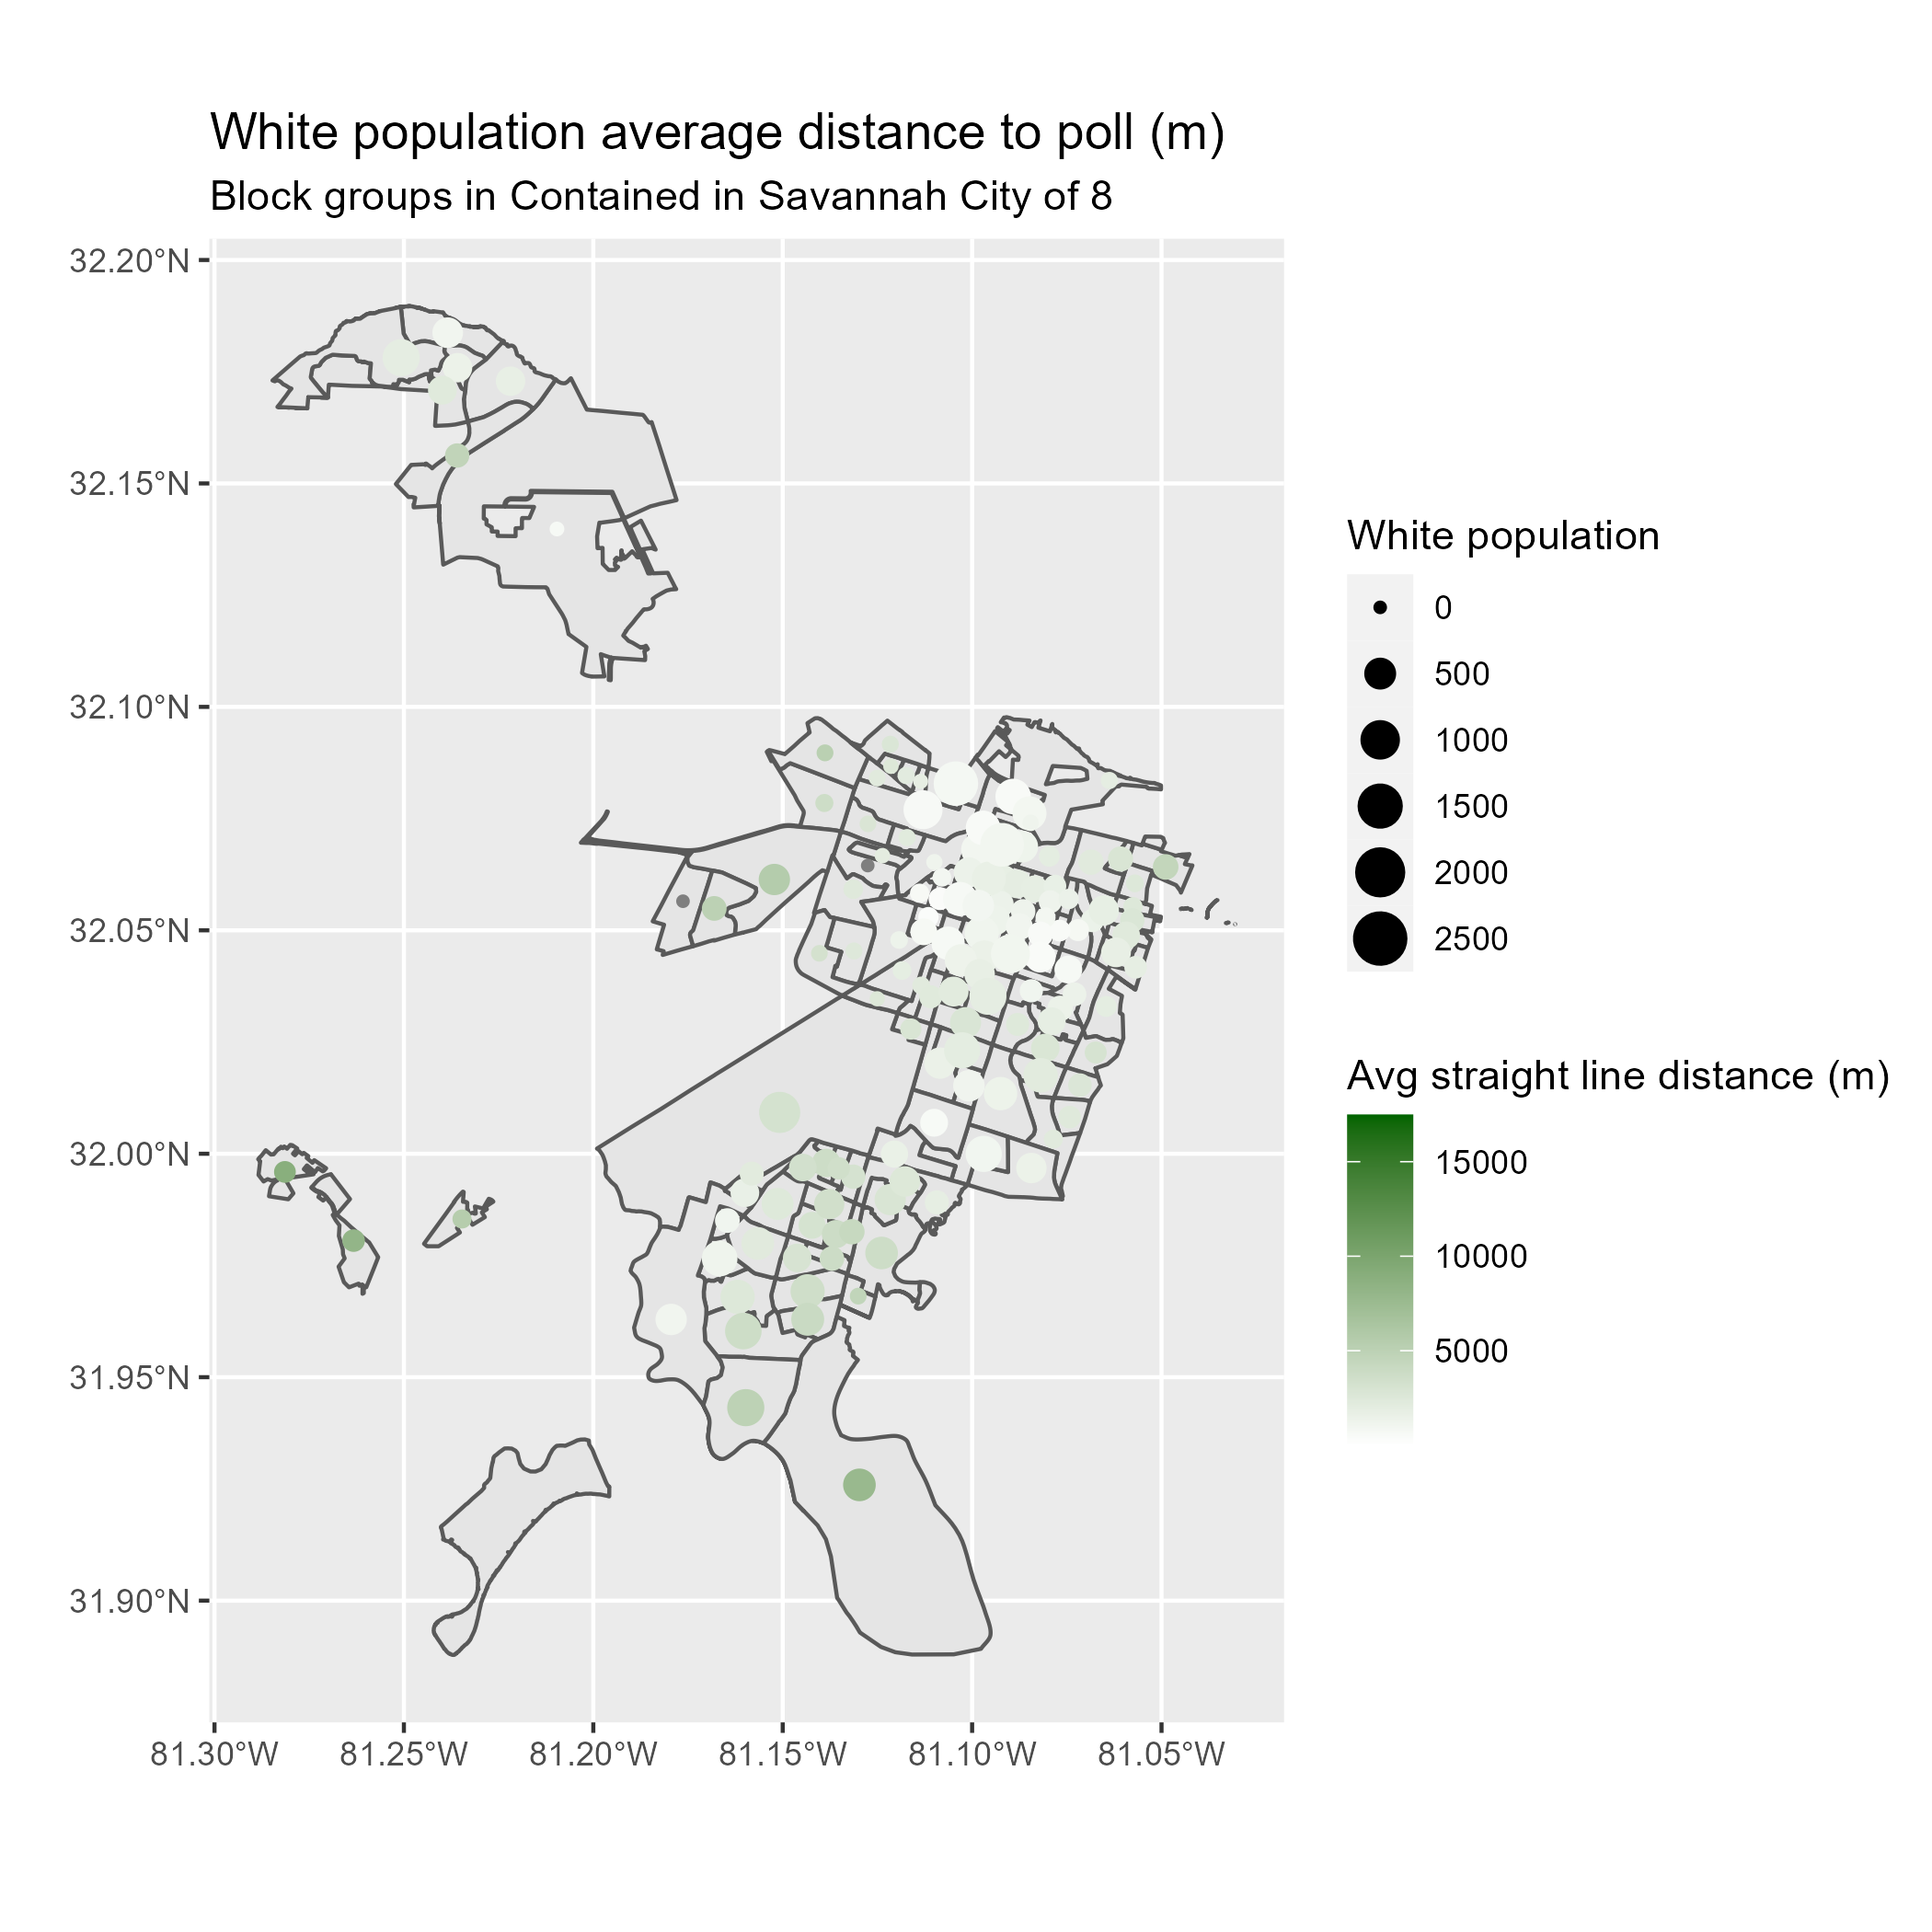 White population average distance to poll (m)
Block groups in Contained in Savannah City of 8
32.20°N
32.15°N
32.10°N
32.05°N
32.00°N
31.95°N
31.90°N
81.30°W
81.25°W
81.20°W
81.15°W
81.10°W
81.05°W
White population
0
500
1000
1500
2000
2500
Avg straight line distance (m)
15000
10000
5000